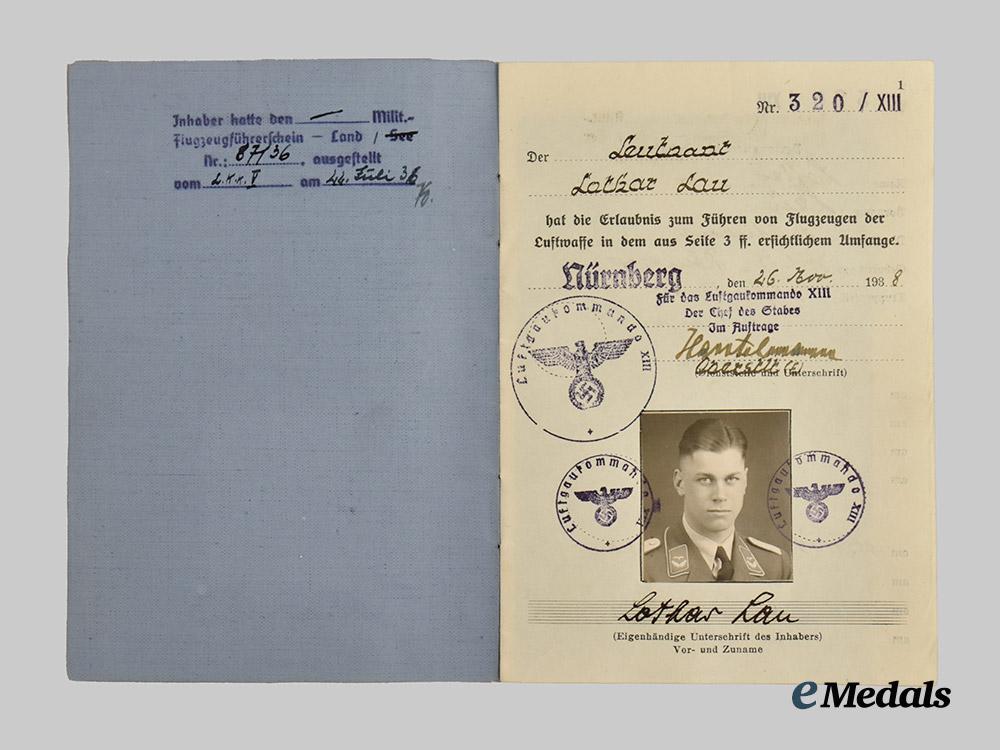 Inhaber hatte den — Milit.-
Flugzeugführerschein – Land / See
Nr.: 87/36, ausgestellt
vom L.K.K. V am 22. Juli 36
1
Nr. 320 / XIII
Der Leutnant
Lothar Lau
hat die Erlaubnis zum Führen von Flugzeugen der
Luftwaffe in dem aus Seite 3 ff. ersichtlichem Umfange.
Nürnberg, den 26. Nov. 1938
Für das Luftgaukommando XIII
Der Chef des Stabes
Im Auftrage
(Dienststelle und Unterschrift)
Luftgaukommando XIII
Luftgaukommando XIII
Luftgaukommando XIII
Lothar Lau
(Eigenhändige Unterschrift des Inhabers)
Vor- und Zuname
eMedals